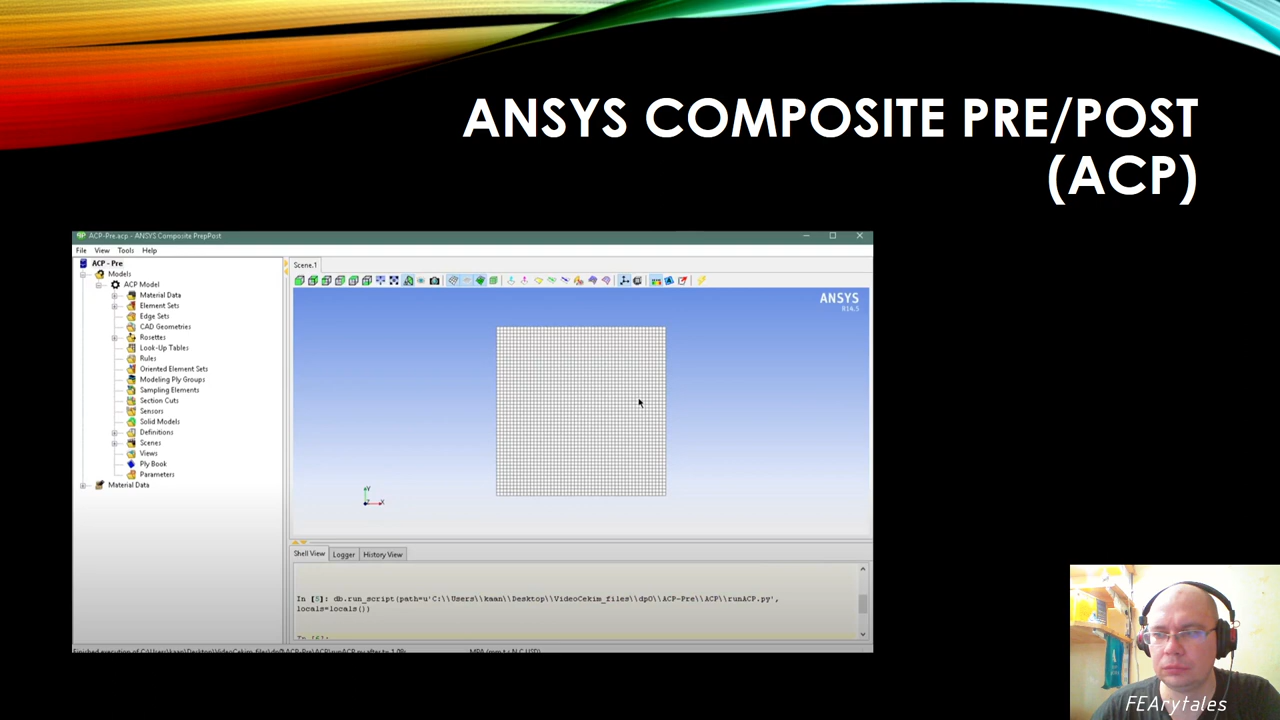 ANSYS COMPOSITE PRE/POST
(ACP)
ACP-Pre.acp - ANSYS Composite PrepPost
File View Tools Help
ACP - Pre
Models
ACP Model
Material Data
Element Sets
Edge Sets
CAD Geometries
Rosettes
Look-Up Tables
Rules
Oriented Element Sets
Modeling Ply Groups
Sampling Elements
Section Cuts
Sensors
Solid Models
Definitions
Scenes
Views
Ply Book
Parameters
Material Data
Scene.1
ANSYS
R14.5
Y
X
Shell View Logger History View
In [5]: db.run_script(path=u'C:\\Users\\kaan\\Desktop\\VideoCekim_files\\dp0\\ACP-Pre\\ACP\\runACP.py',
locals=locals())
In [6]:
FEArytales